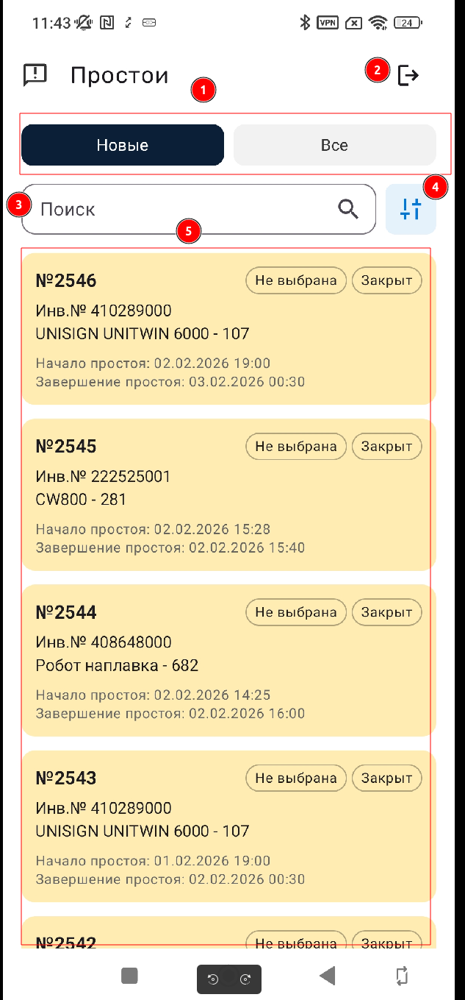 11:43 VPN 24
Простои
1
2
Новые Все
3
Поиск
4
5
№2546 Не выбрана Закрыт
Инв.№ 410289000
UNISIGN UNITWIN 6000 - 107
Начало простоя: 02.02.2026 19:00
Завершение простоя: 03.02.2026 00:30
№2545 Не выбрана Закрыт
Инв.№ 222525001
CW800 - 281
Начало простоя: 02.02.2026 15:28
Завершение простоя: 02.02.2026 15:40
№2544 Не выбрана Закрыт
Инв.№ 408648000
Робот наплавка - 682
Начало простоя: 02.02.2026 14:25
Завершение простоя: 02.02.2026 16:00
№2543 Не выбрана Закрыт
Инв.№ 410289000
UNISIGN UNITWIN 6000 - 107
Начало простоя: 01.02.2026 19:00
Завершение простоя: 02.02.2026 00:30
№2542 Не выбрана Закрыт